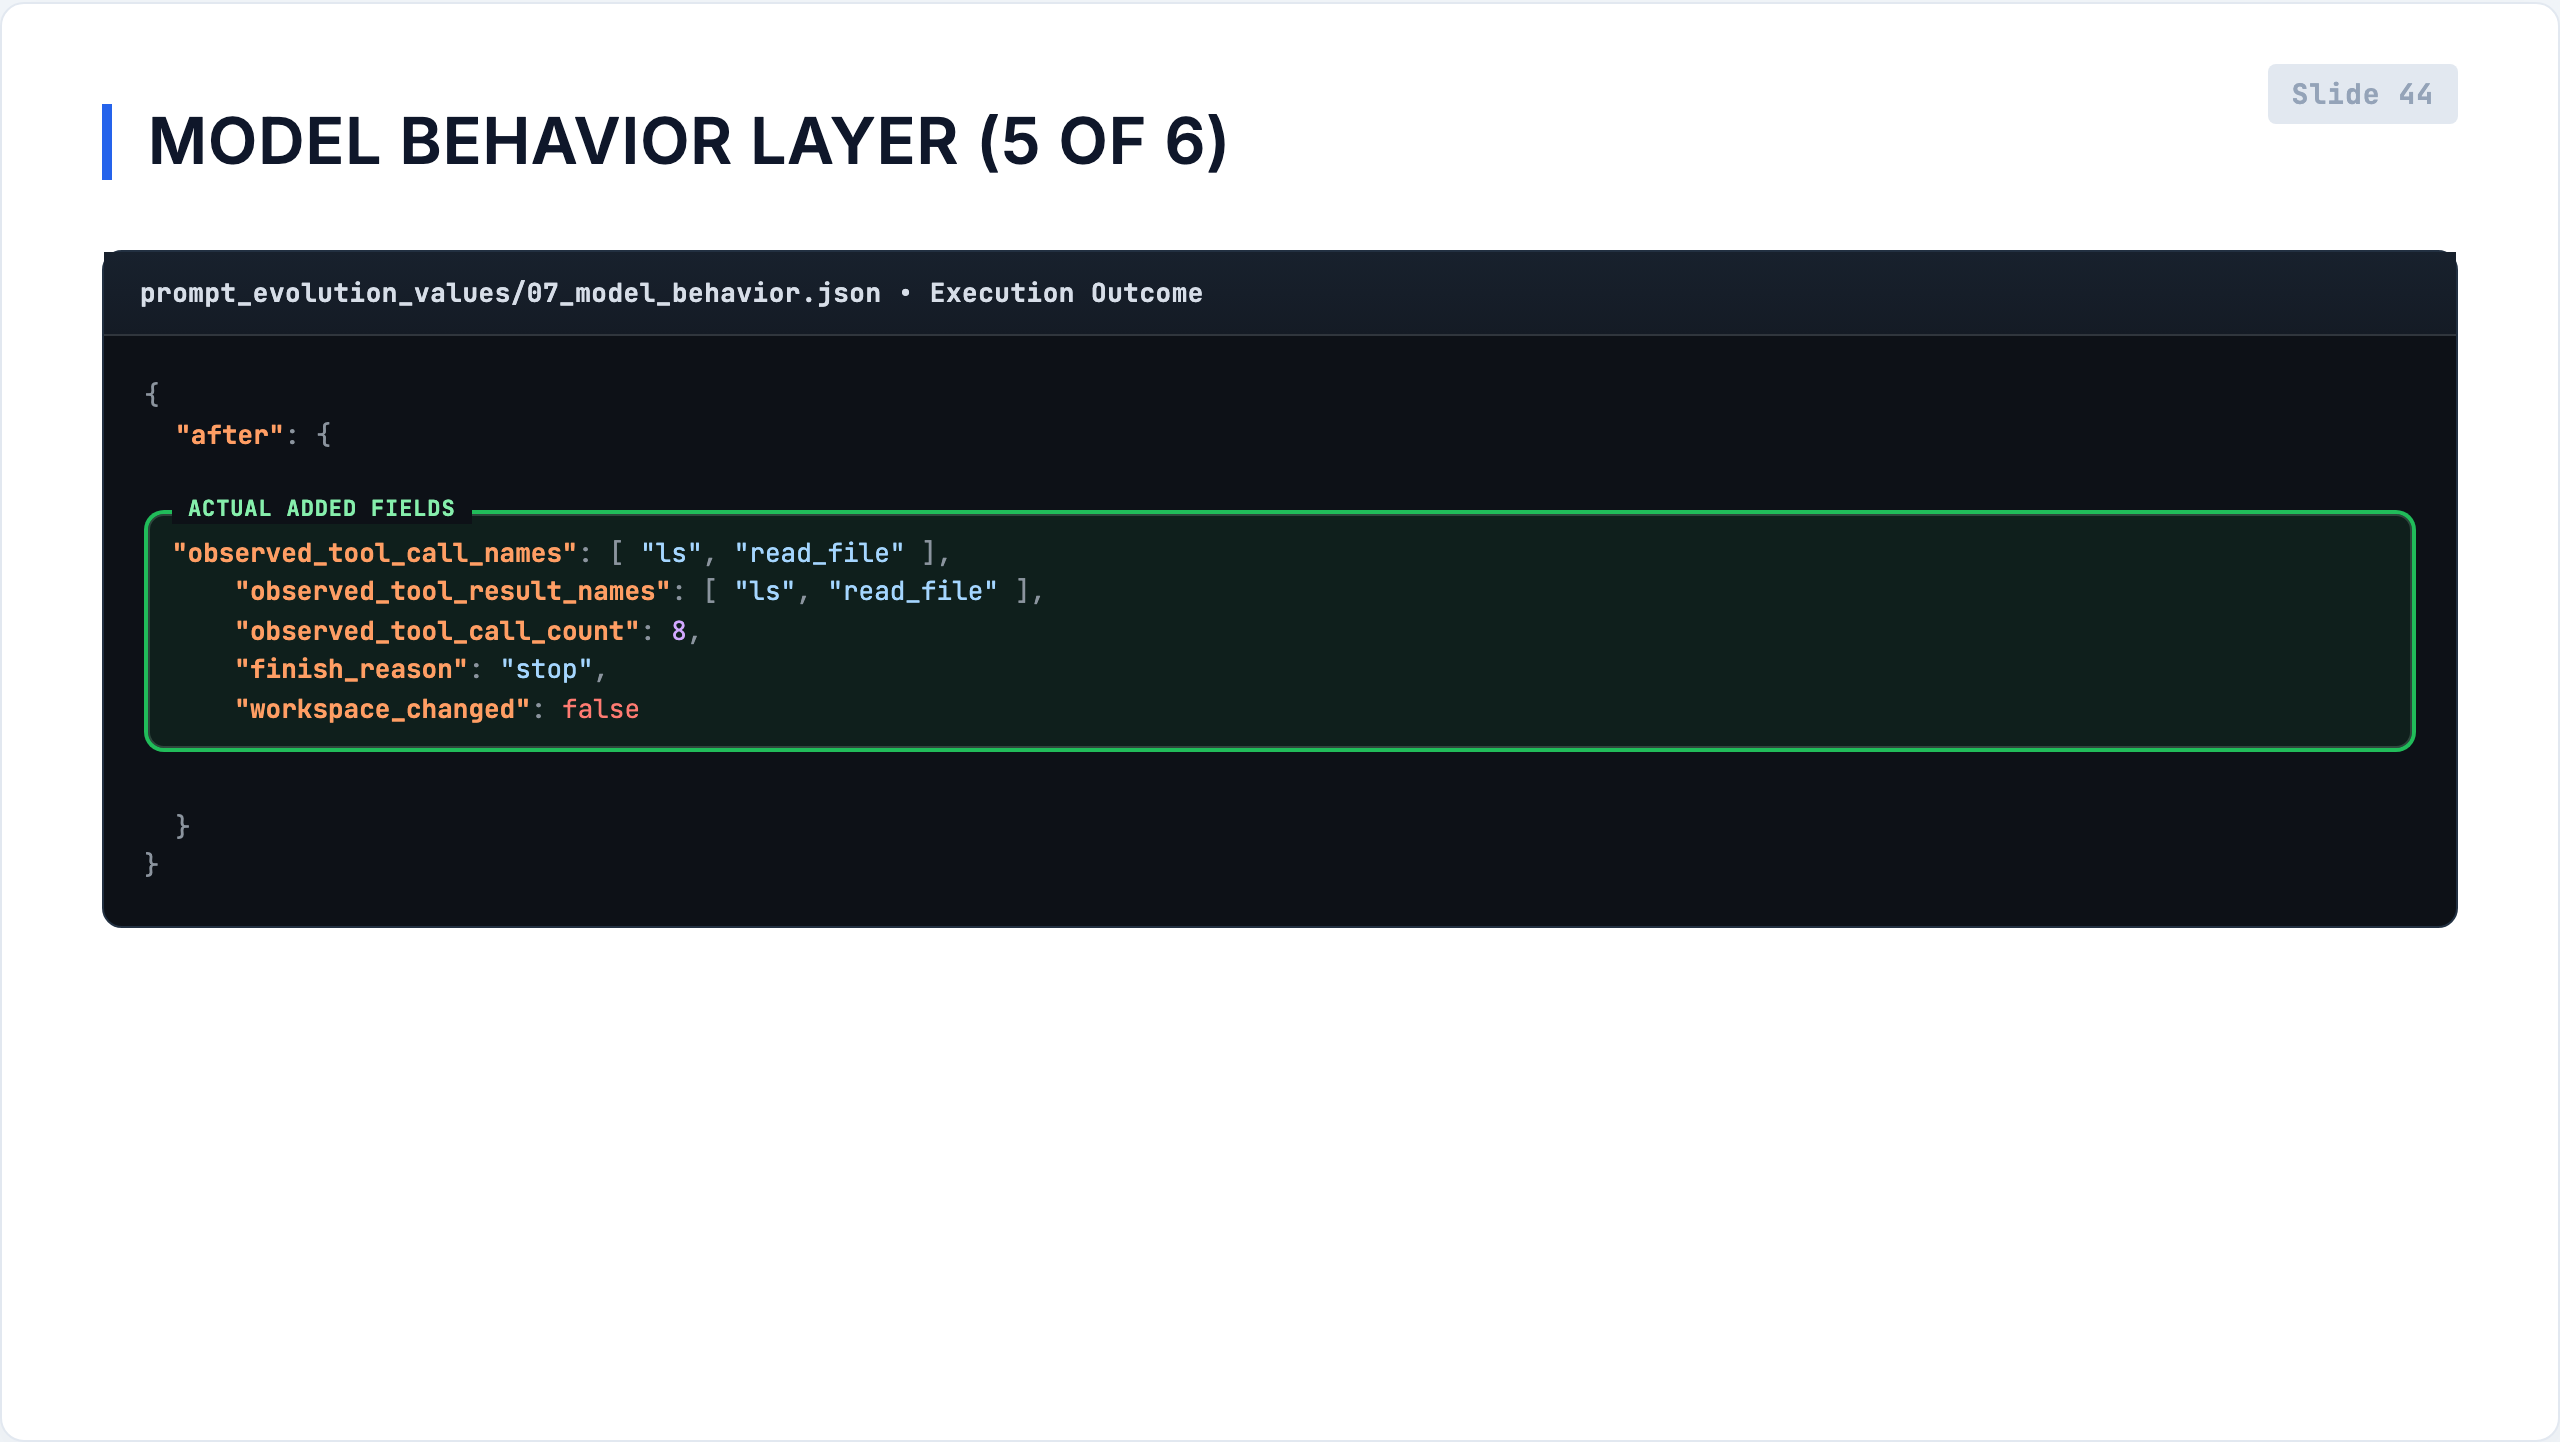 Slide 44
MODEL BEHAVIOR LAYER (5 OF 6)
prompt_evolution_values/07_model_behavior.json • Execution Outcome
{
  "after": {
ACTUAL ADDED FIELDS
"observed_tool_call_names": [ "ls", "read_file" ],
    "observed_tool_result_names": [ "ls", "read_file" ],
    "observed_tool_call_count": 8,
    "finish_reason": "stop",
    "workspace_changed": false
  }
}